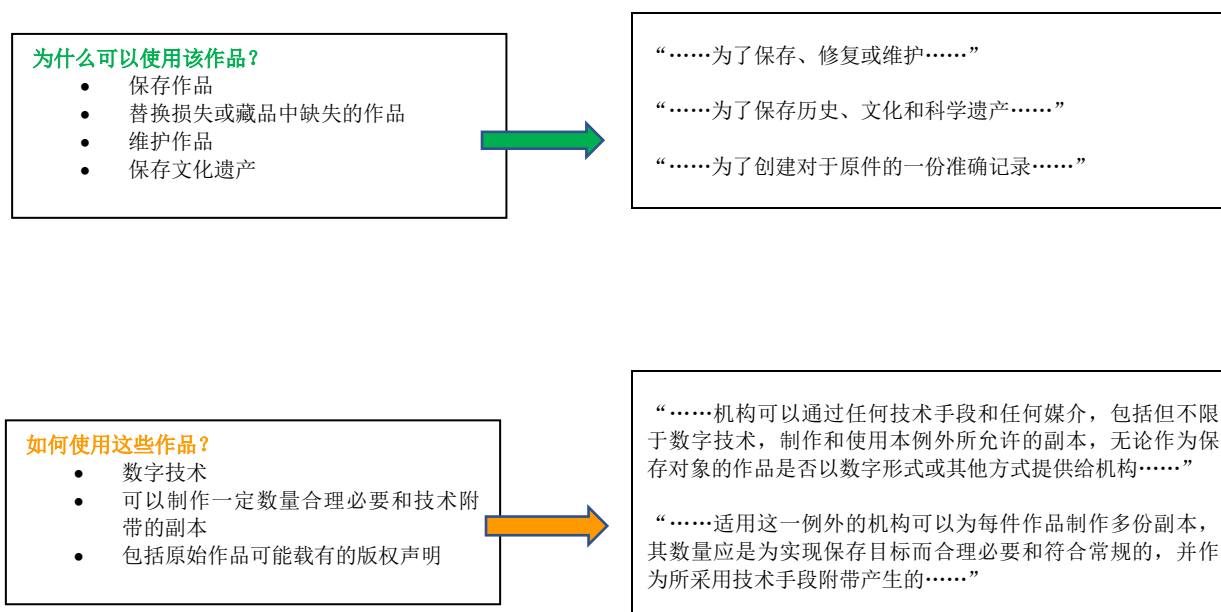 为什么可以使用该作品？
• 保存作品
• 替换损失或藏品中缺失的作品
• 维护作品
• 保存文化遗产
“……为了保存、修复或维护……”
“……为了保存历史、文化和科学遗产……”
“……为了创建对于原件的一份准确记录……”
如何使用这些作品？
• 数字技术
• 可以制作一定数量合理必要和技术附
带的副本
• 包括原始作品可能载有的版权声明
“……机构可以通过任何技术手段和任何媒介，包括但不限
于数字技术，制作和使用本例外所允许的副本，无论作为保
存对象的作品是否以数字形式或其他方式提供给机构……”
“……适用这一例外的机构可以为每件作品制作多份副本，
其数量应是为实现保存目标而合理必要和符合常规的，并作
为所采用技术手段附带产生的……”